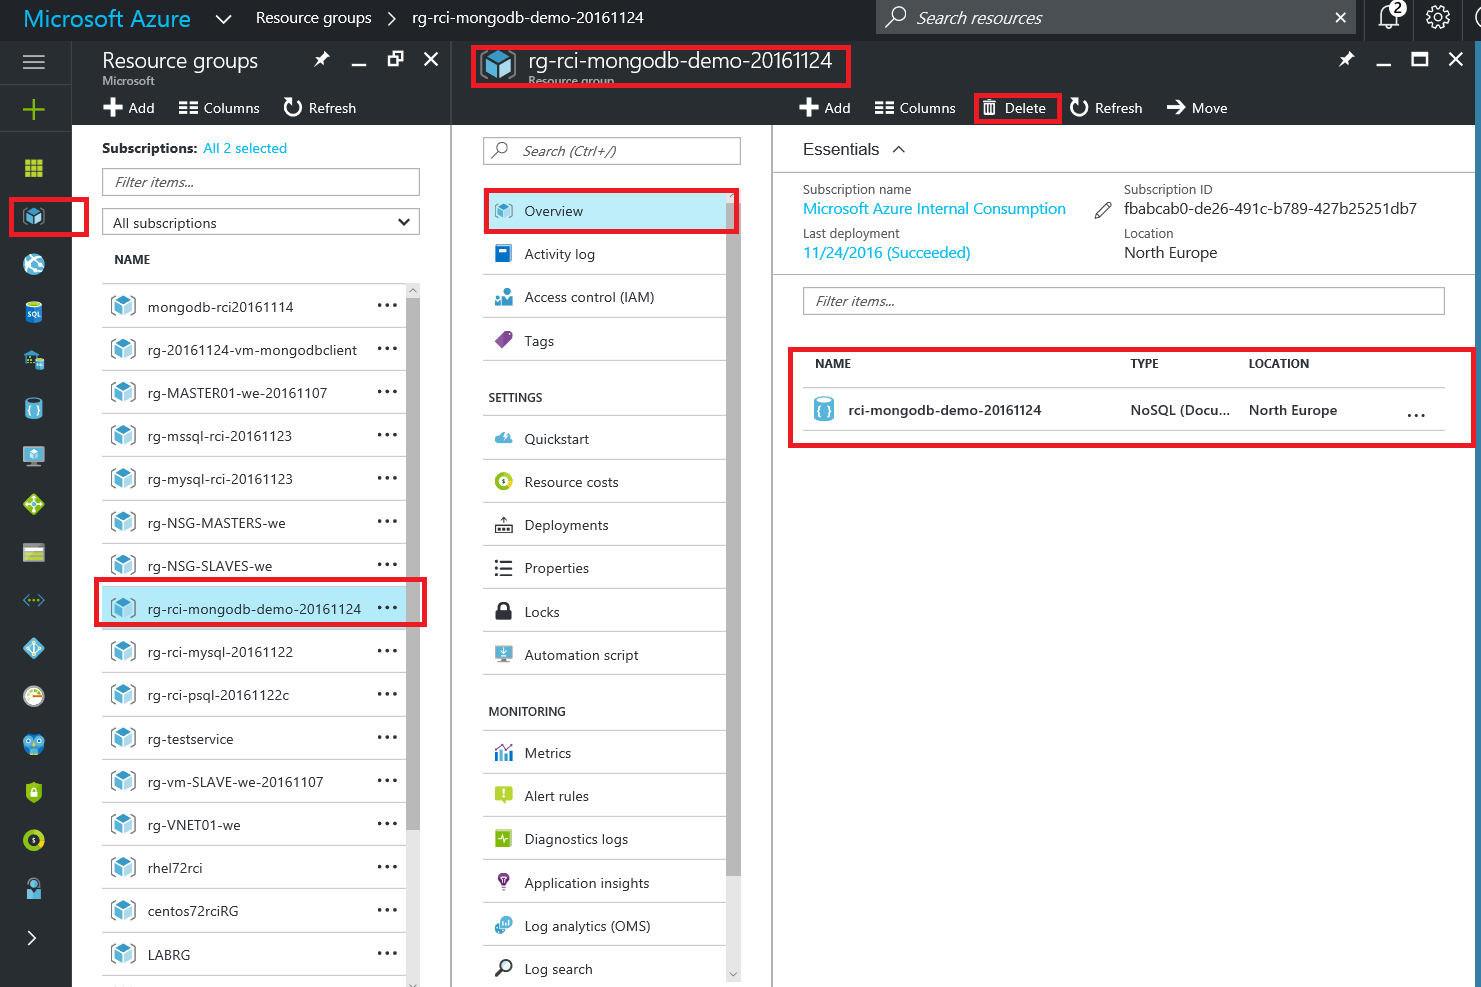 Microsoft Azure
Resource groups
rg-rci-mongodb-demo-20161124
Search resources
2
Resource groups
Microsoft
Add
Columns
Refresh
Subscriptions: All 2 selected
Filter items...
All subscriptions
NAME
mongodb-rci20161114
rg-20161124-vm-mongodbclient
rg-MASTER01-we-20161107
rg-mssql-rci-20161123
rg-mysql-rci-20161123
rg-NSG-MASTERS-we
rg-NSG-SLAVES-we
rg-rci-mongodb-demo-20161124
rg-rci-mysql-20161122
rg-rci-psql-20161122c
rg-testservice
rg-vm-SLAVE-we-20161107
rg-VNET01-we
rhel72rci
centos72rciRG
LABRG
rg-rci-mongodb-demo-20161124
Resource group
Add
Columns
Delete
Refresh
Move
Search (Ctrl+/)
Overview
Activity log
Access control (IAM)
Tags
SETTINGS
Quickstart
Resource costs
Deployments
Properties
Locks
Automation script
MONITORING
Metrics
Alert rules
Diagnostics logs
Application insights
Log analytics (OMS)
Log search
Essentials
Subscription name
Microsoft Azure Internal Consumption
Last deployment
11/24/2016 (Succeeded)
Subscription ID
fbabcab0-de26-491c-b789-427b25251db7
Location
North Europe
Filter items...
NAME TYPE LOCATION
rci-mongodb-demo-20161124 NoSQL (Docu... North Europe
SQL